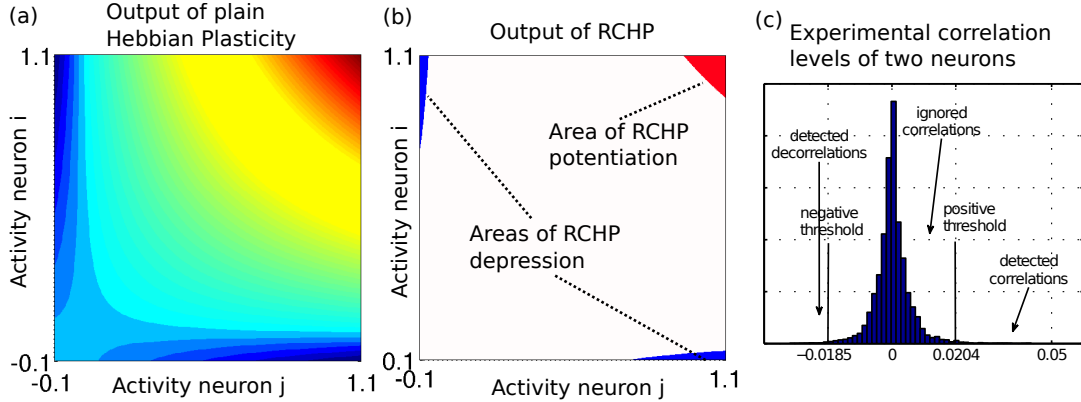 (a)
Output of plain
Hebbian Plasticity
1.1
Activity neuron i
-0.1
-0.1
Activity neuron j
1.1
(b)
Output of RCHP
1.1
Activity neuron i
Area of RCHP
potentiation
Areas of RCHP
depression
0.1
-0.1
Activity neuron j
1.1
(c)
Experimental correlation
levels of two neurons
detected
decorrelations
ignored
correlations
negative
threshold
positive
threshold
detected
correlations
−0.0185
0
0.0204
0.05